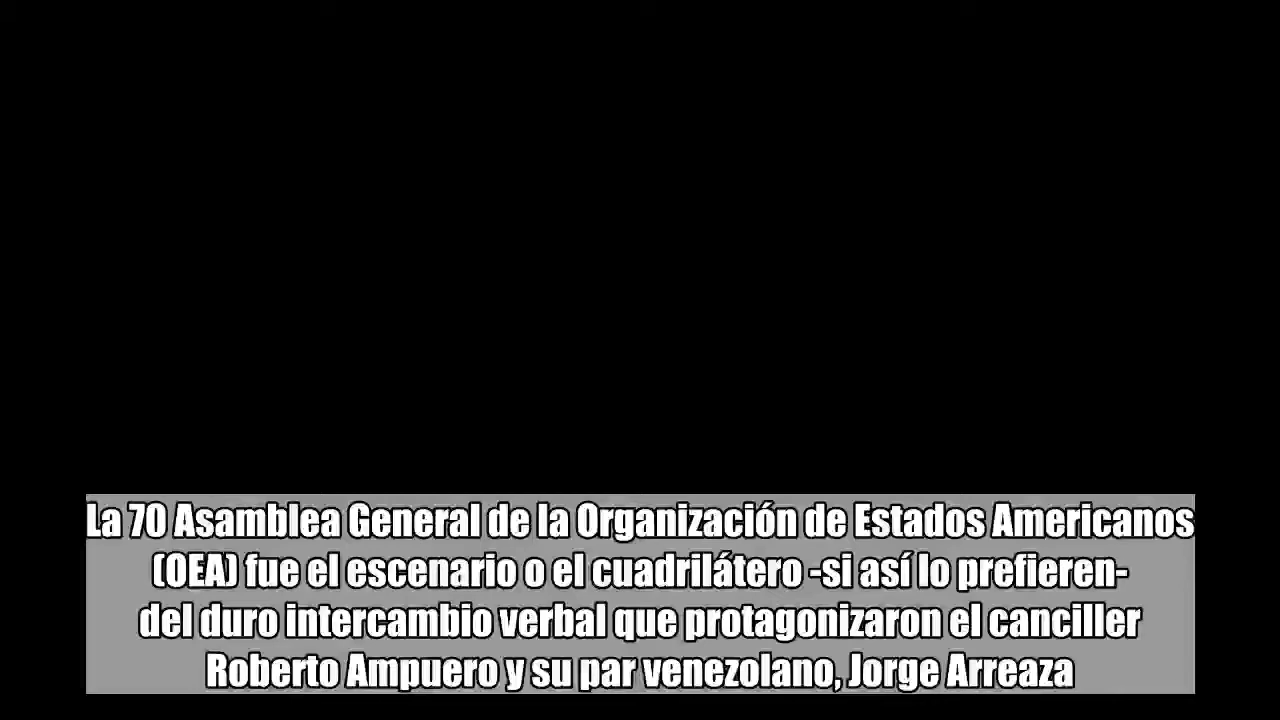 La 70 Asamblea General de la Organización de Estados Americanos
(OEA) fue el escenario o el cuadrilátero -si así lo prefieren-
del duro intercambio verbal que protagonizaron el canciller
Roberto Ampuero y su par venezolano, Jorge Arreaza